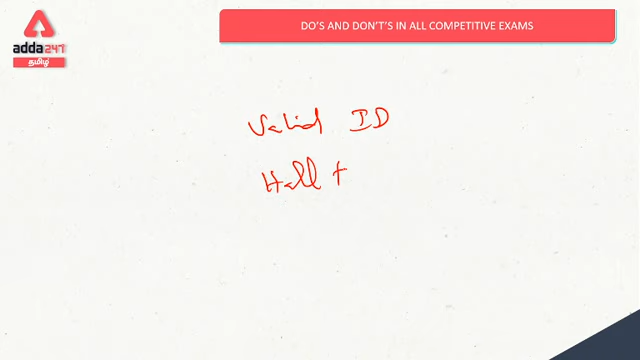 DO'S AND DON'T'S IN ALL COMPETITIVE EXAMS
adda247
தமிழ்
Valid ID
Hall t